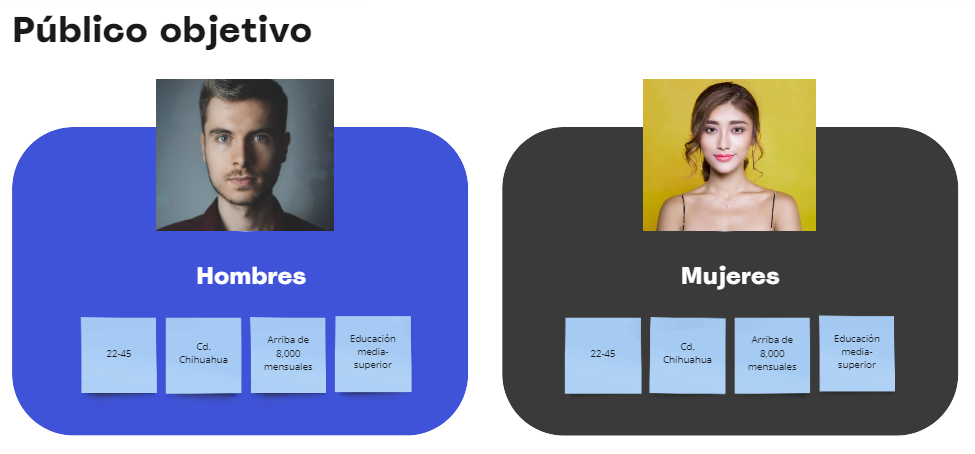 Público objetivo
Hombres
22-45
Cd.
Chihuahua
Arriba de
8,000
mensuales
Educación
media-
superior
Mujeres
22-45
Cd.
Chihuahua
Arriba de
8,000
mensuales
Educación
media-
superior